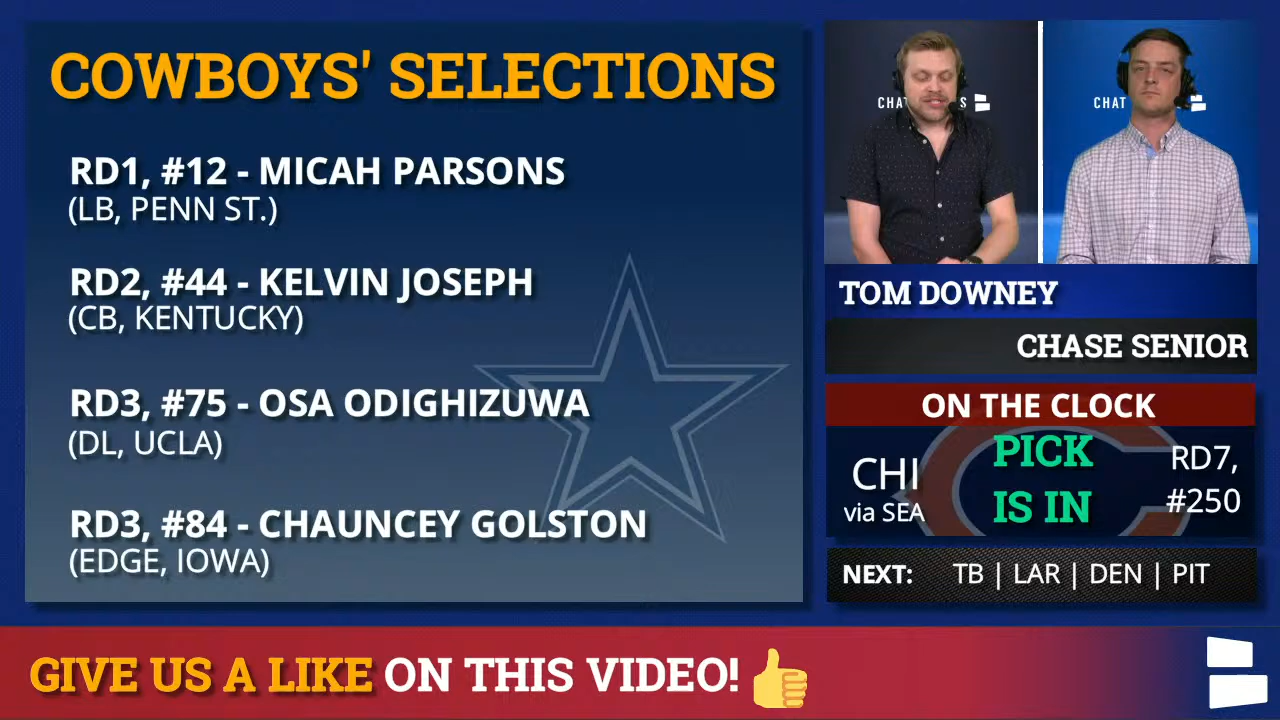 COWBOYS' SELECTIONS
RD1, #12 - MICAH PARSONS
(LB, PENN ST.)
RD2, #44 - KELVIN JOSEPH
(CB, KENTUCKY)
RD3, #75 - OSA ODIGHIZUWA
(DL, UCLA)
RD3, #84 - CHAUNCEY GOLSTON
(EDGE, IOWA)
CHAT S
CHAT
TOM DOWNEY
CHASE SENIOR
ON THE CLOCK
CHI
via SEA
PICK
IS IN
RD7,
#250
NEXT: TB | LAR | DEN | PIT
GIVE US A LIKE ON THIS VIDEO!